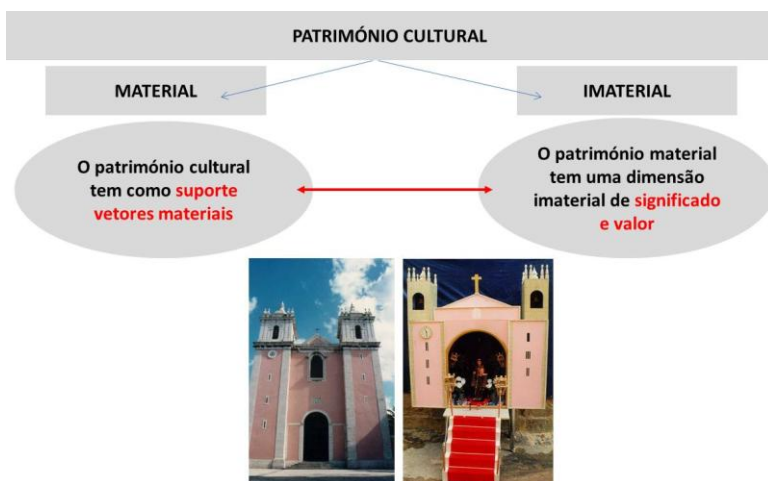 PATRIMÓNIO CULTURAL
MATERIAL
IMATERIAL
O património cultural
tem como suporte
vetores materiais
O património material
tem uma dimensão
imaterial de significado
e valor